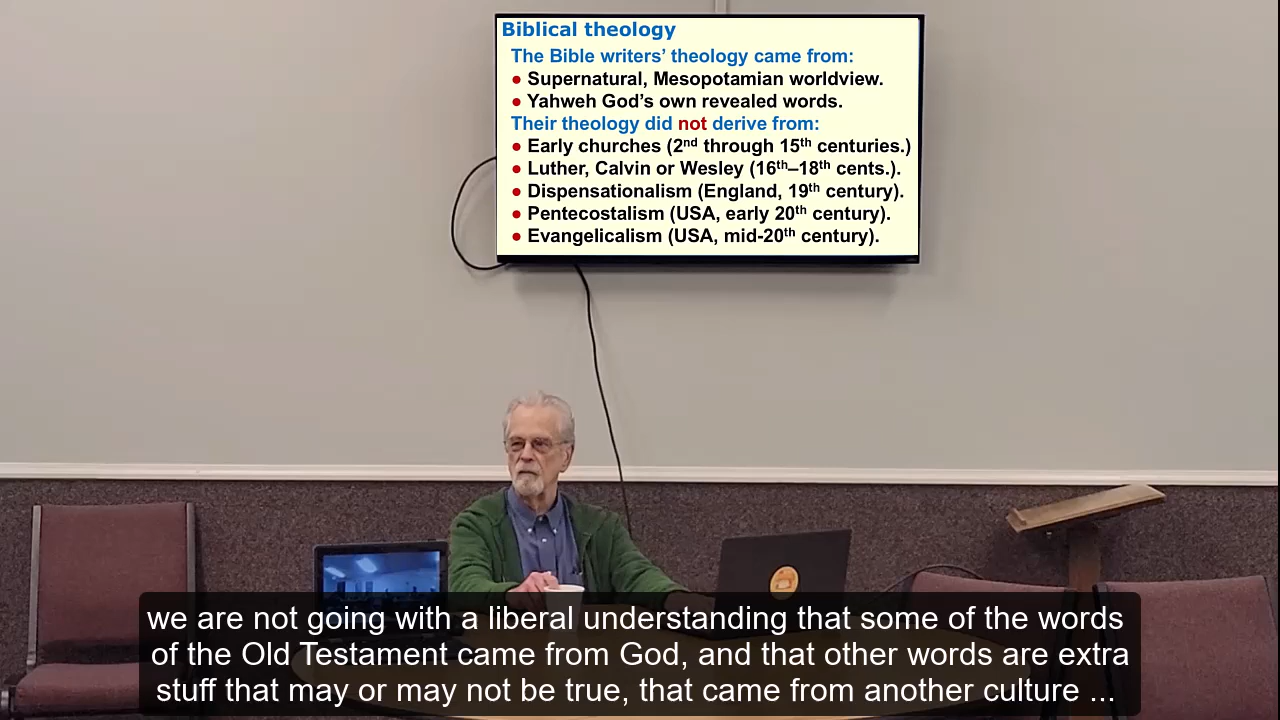 Biblical theology
The Bible writers’ theology came from:
● Supernatural, Mesopotamian worldview.
● Yahweh God’s own revealed words.
Their theology did not derive from:
● Early churches (2nd through 15th centuries.)
● Luther, Calvin or Wesley (16th–18th cents.).
● Dispensationalism (England, 19th century).
● Pentecostalism (USA, early 20th century).
● Evangelicalism (USA, mid-20th century).
we are not going with a liberal understanding that some of the words
of the Old Testament came from God, and that other words are extra
stuff that may or may not be true, that came from another culture ...